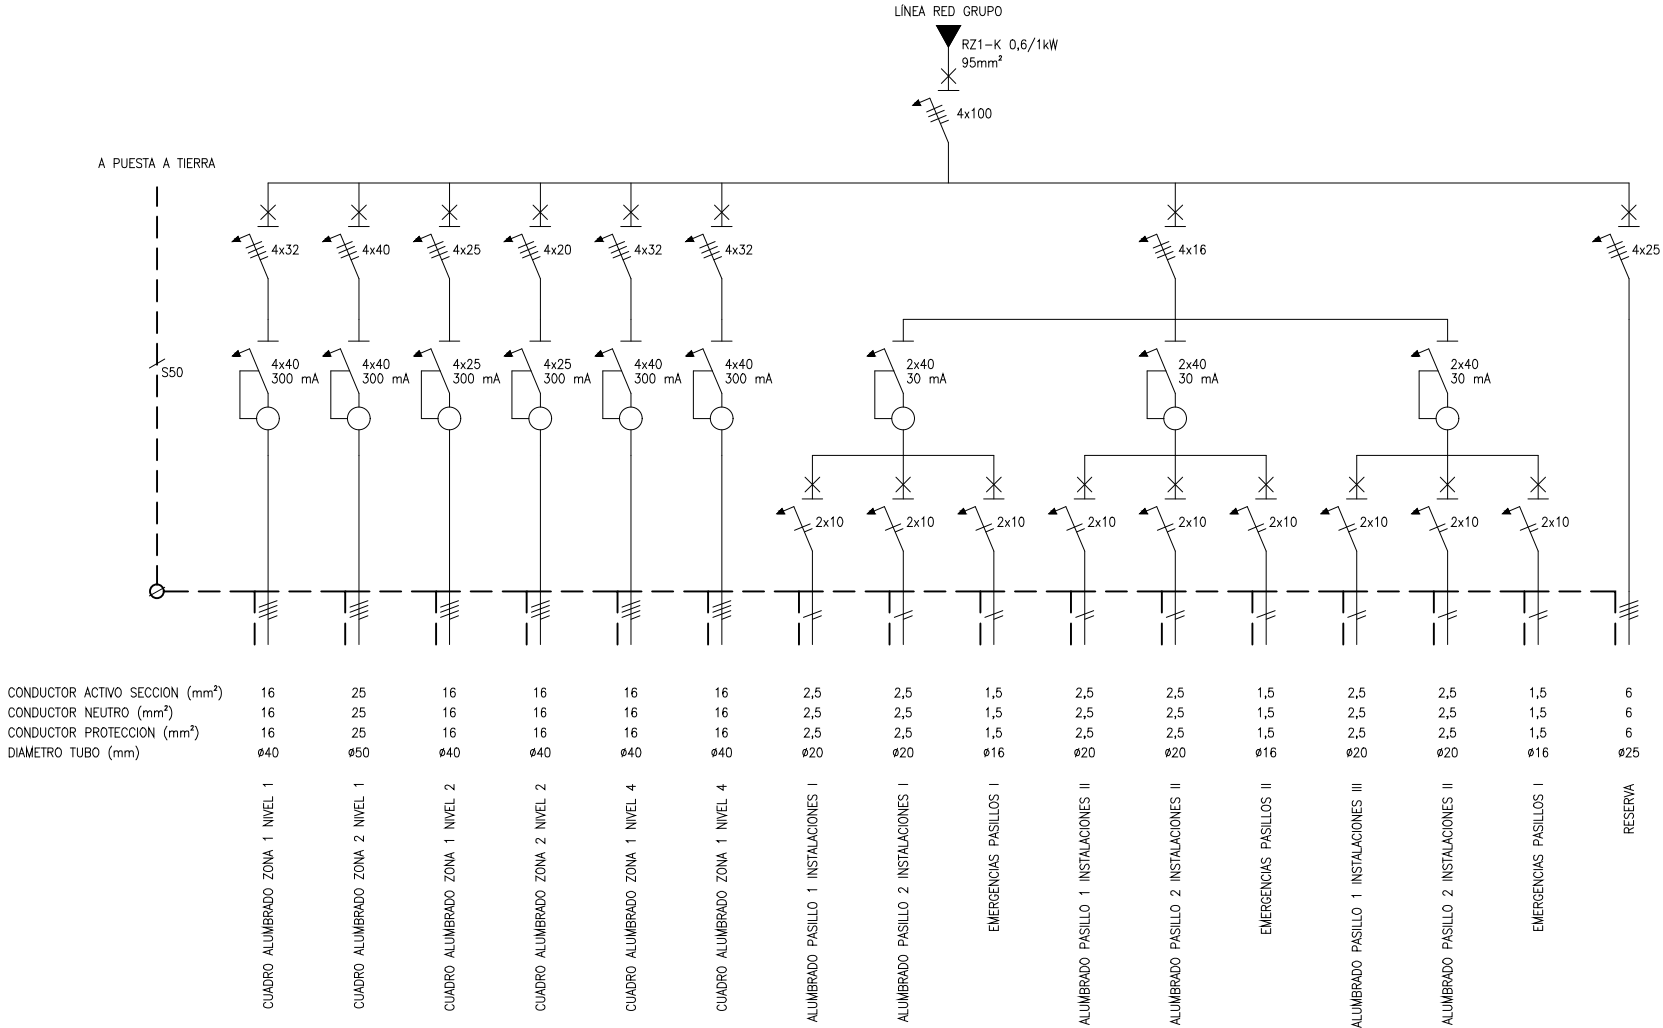 LÍNEA RED GRUPO
RZ1-K 0,6/1kW
95mm²
4x100
A PUESTA A TIERRA
4x32 4x40 4x25 4x20 4x32 4x32 4x16 4x25
S50
4x40 4x40 4x25 4x25 4x40 4x40 2x40 2x40 2x40
300 mA 300 mA 300 mA 300 mA 300 mA 300 mA 30 mA 30 mA 30 mA
2x10 2x10 2x10 2x10 2x10 2x10 2x10 2x10 2x10
CONDUCTOR ACTIVO SECCION (mm²) 16 25 16 16 16 16 2,5 2,5 1,5 2,5 2,5 1,5 2,5 2,5 1,5 6
CONDUCTOR NEUTRO (mm²) 16 25 16 16 16 16 2,5 2,5 1,5 2,5 2,5 1,5 2,5 2,5 1,5 6
CONDUCTOR PROTECCION (mm²) 16 25 16 16 16 16 2,5 2,5 1,5 2,5 2,5 1,5 2,5 2,5 1,5 6
DIAMETRO TUBO (mm) ø40 ø50 ø40 ø40 ø40 ø40 ø20 ø20 ø16 ø20 ø20 ø16 ø20 ø20 ø16 ø25
CUADRO ALUMBRADO ZONA 1 NIVEL 1
CUADRO ALUMBRADO ZONA 2 NIVEL 1
CUADRO ALUMBRADO ZONA 1 NIVEL 2
CUADRO ALUMBRADO ZONA 2 NIVEL 2
CUADRO ALUMBRADO ZONA 1 NIVEL 4
CUADRO ALUMBRADO ZONA 1 NIVEL 4
ALUMBRADO PASILLO 1 INSTALACIONES I
ALUMBRADO PASILLO 2 INSTALACIONES I
EMERGENCIAS PASILLOS I
ALUMBRADO PASILLO 1 INSTALACIONES II
ALUMBRADO PASILLO 2 INSTALACIONES II
EMERGENCIAS PASILLOS II
ALUMBRADO PASILLO 1 INSTALACIONES III
ALUMBRADO PASILLO 2 INSTALACIONES II
EMERGENCIAS PASILLOS I
RESERVA